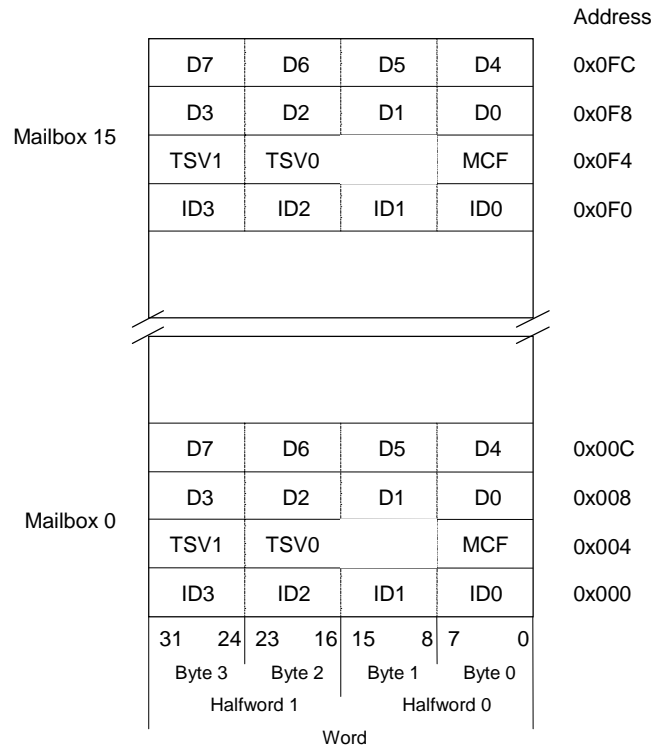 Address
D7 D6 D5 D4 0x0FC
D3 D2 D1 D0 0x0F8
Mailbox 15
TSV1 TSV0 MCF 0x0F4
ID3 ID2 ID1 ID0 0x0F0
D7 D6 D5 D4 0x00C
D3 D2 D1 D0 0x008
Mailbox 0
TSV1 TSV0 MCF 0x004
ID3 ID2 ID1 ID0 0x000
31 24 23 16 15 8 7 0
Byte 3 Byte 2 Byte 1 Byte 0
Halfword 1 Halfword 0
Word